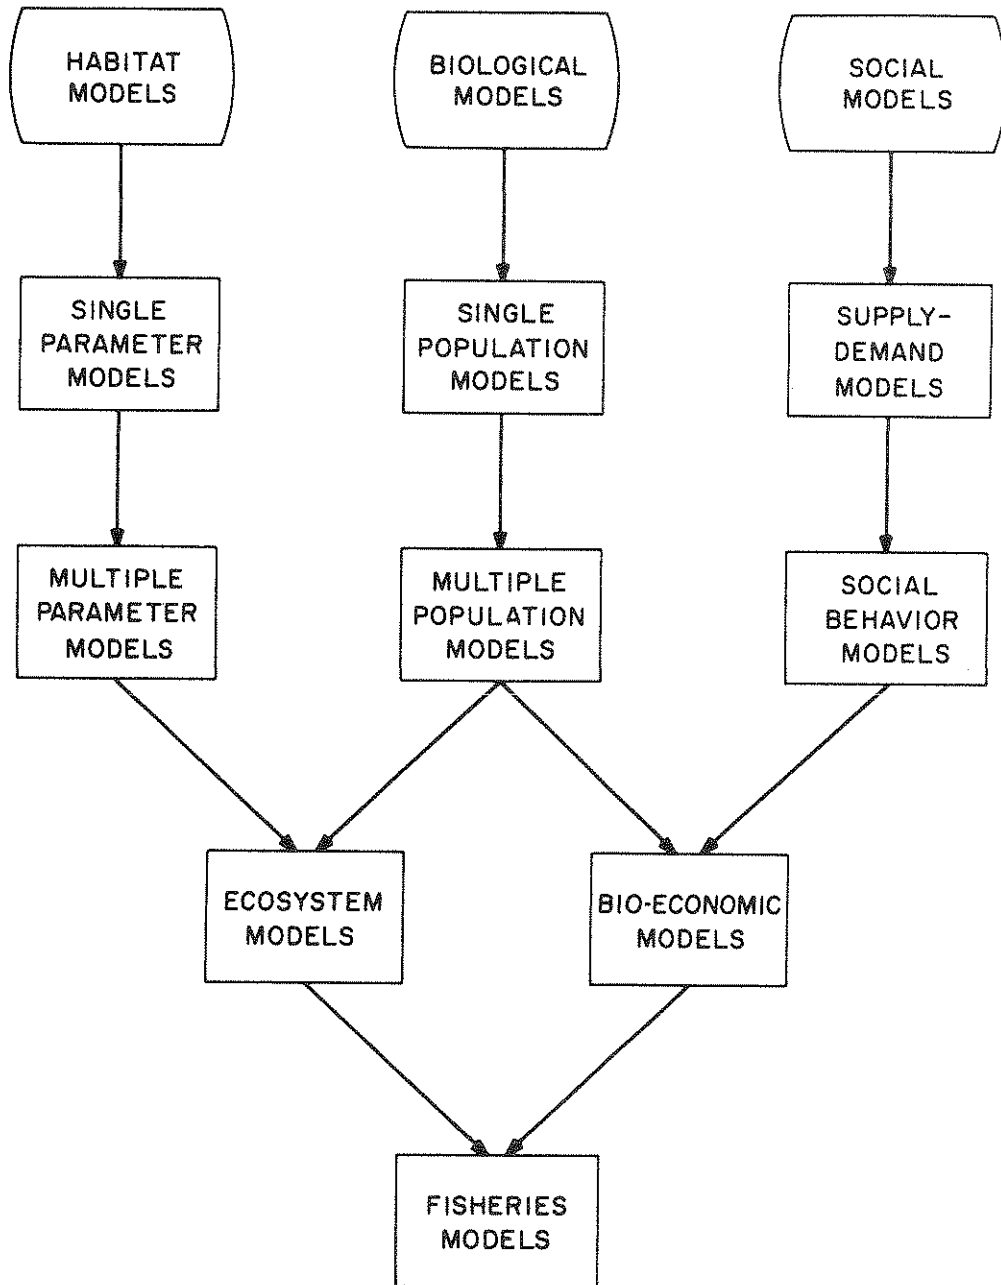 HABITAT
MODELS
BIOLOGICAL
MODELS
SOCIAL
MODELS
SINGLE
PARAMETER
MODELS
SINGLE
POPULATION
MODELS
SUPPLY-
DEMAND
MODELS
MULTIPLE
PARAMETER
MODELS
MULTIPLE
POPULATION
MODELS
SOCIAL
BEHAVIOR
MODELS
ECOSYSTEM
MODELS
BIO-ECONOMIC
MODELS
FISHERIES
MODELS